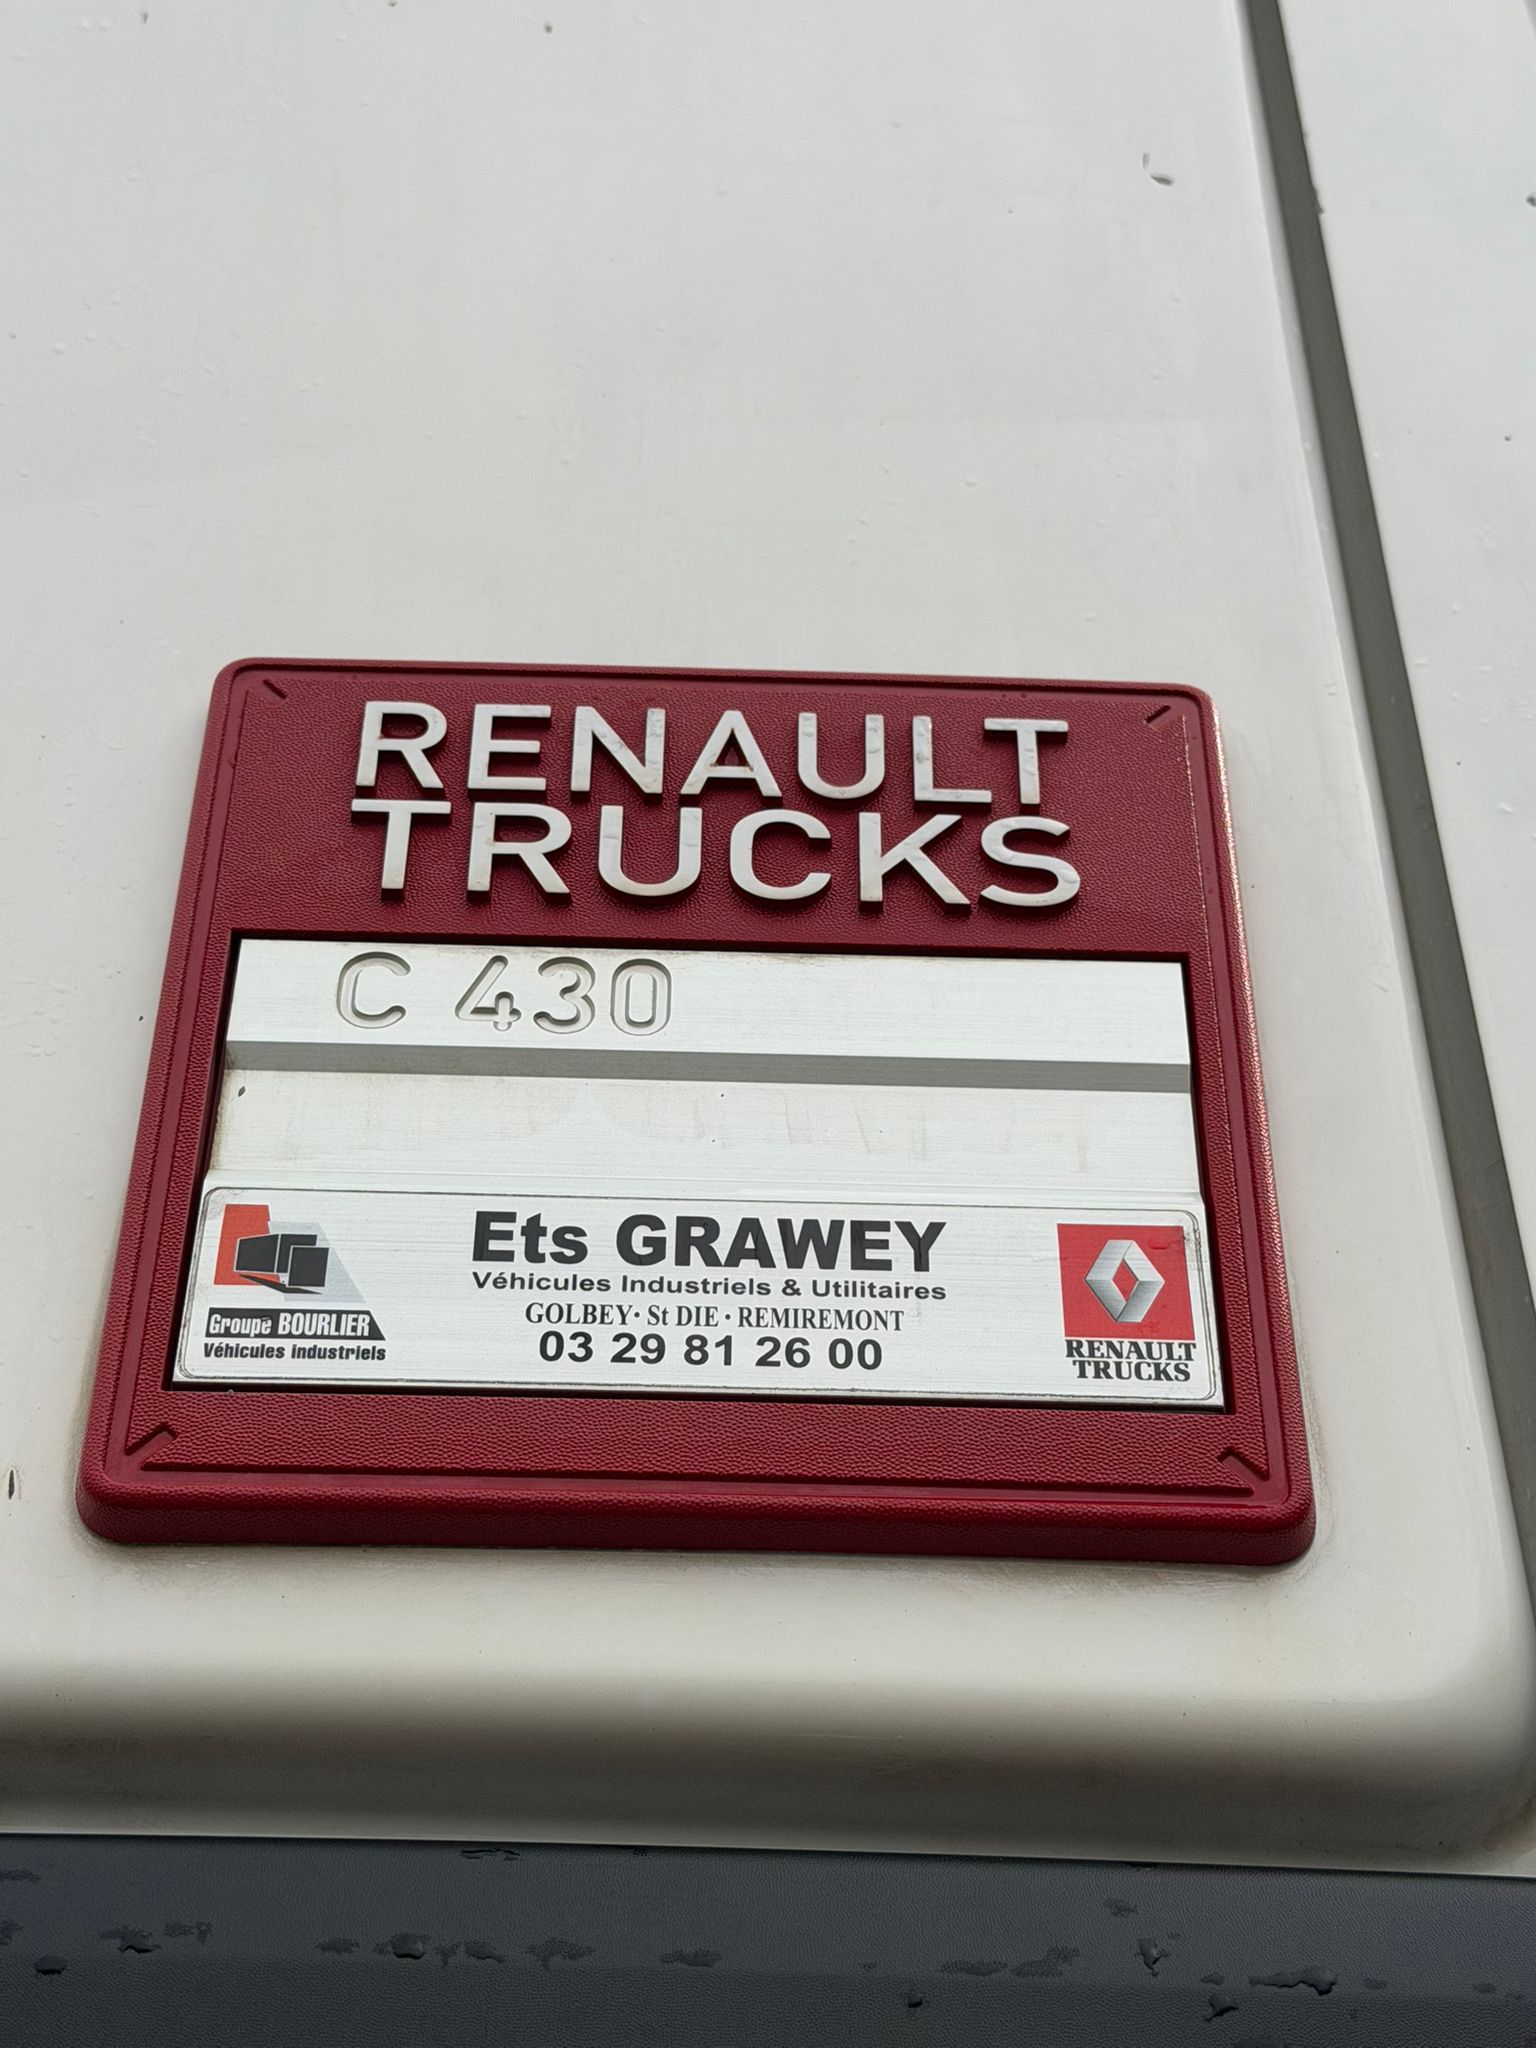 RENAULT
TRUCKS
C 430
Ets GRAWEY
Véhicules Industriels & Utilitaires
GOLBEY · St DIE · REMIREMONT
03 29 81 26 00
Groupe BOURLIER
Véhicules industriels
RENAULT
TRUCKS